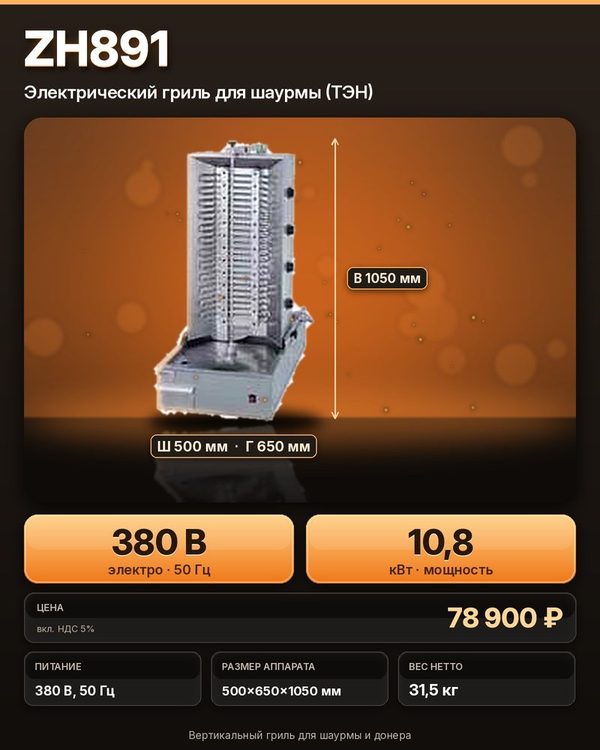 ZH891
Электрический гриль для шаурмы (ТЭН)
В 1050 мм
Ш 500 мм · Г 650 мм
380 В
электро · 50 Гц
10,8
кВт · мощность
ЦЕНА
вкл. НДС 5%
78 900 ₽
ПИТАНИЕ
380 В, 50 Гц
РАЗМЕР АППАРАТА
500×650×1050 мм
ВЕС НЕТТО
31,5 кг
Вертикальный гриль для шаурмы и донера